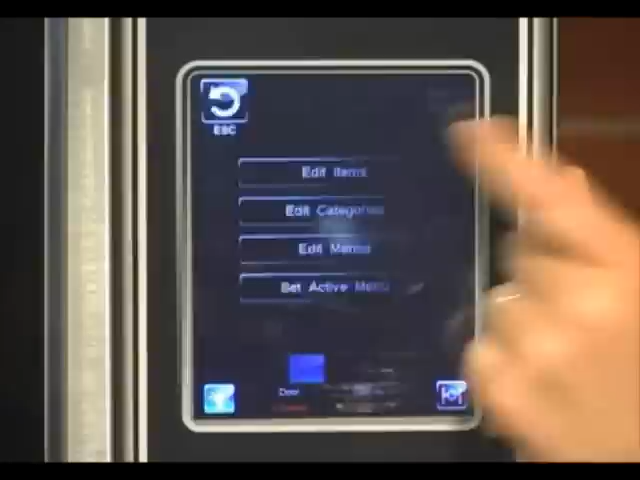 ESC
Edit Items
Edit Categories
Edit Menus
Set Active Menu
Door